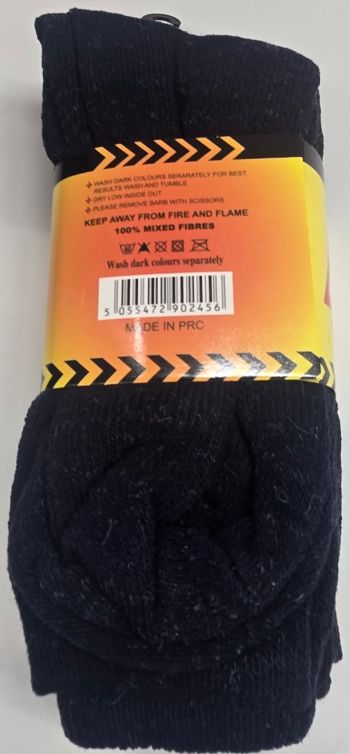 WASH DARK COLOURS SERARATELY FOR BEST
RESULTS WASH AND TUMBLE
DRY LOW INSIDE OUT
PLEASE REMOVE BARB WITH SCISSORS
KEEP AWAY FROM FIRE AND FLAME
100% MIXED FIBRES
Wash dark colours separately
5 055472 902456
MADE IN PRC